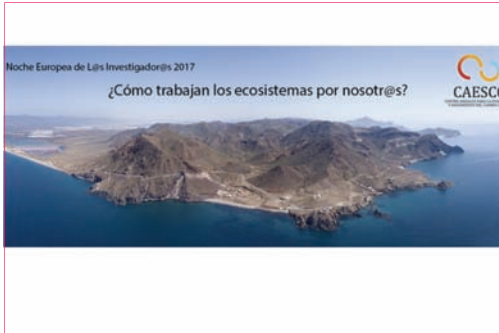 Noche Europea de L@s Investigador@s 2017
¿Cómo trabajan los ecosistemas por nosotr@s?
CAESCG